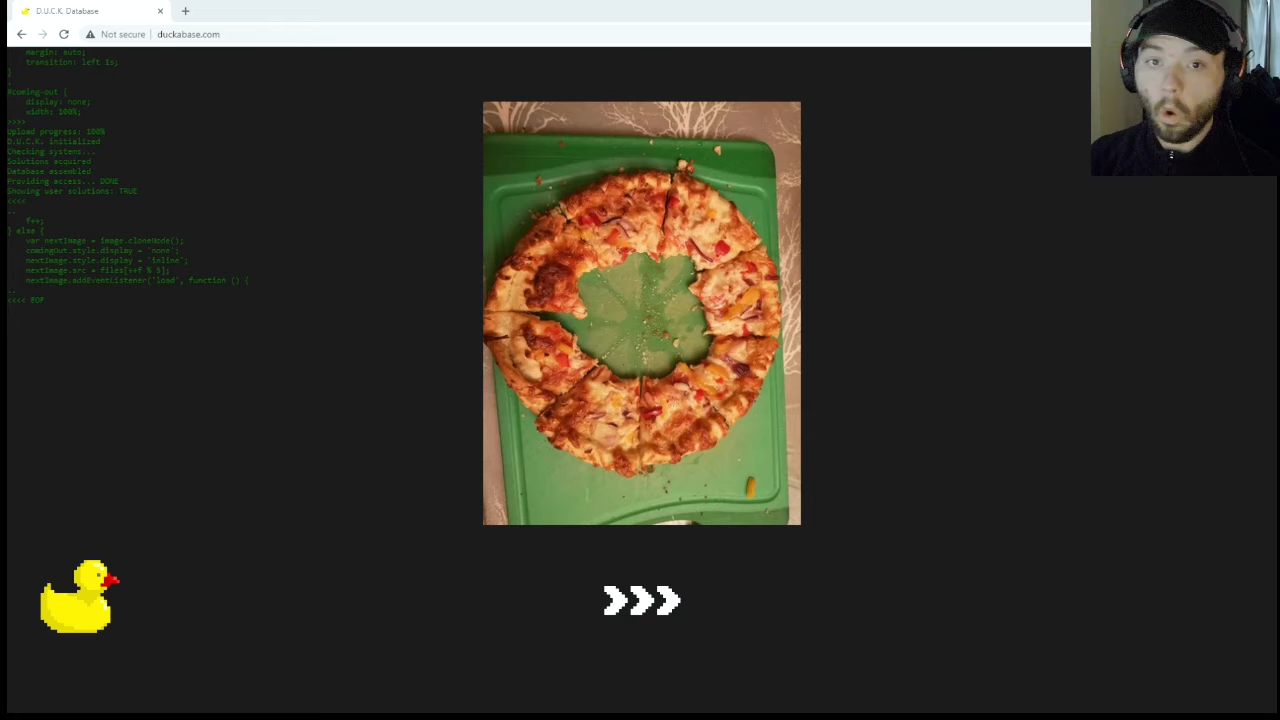 D.U.C.K. Database
Not secure
duckabase.com
margin: auto;
transition: left 1s;
}
.
#coming-out {
display: none;
width: 100%;
>>>>
Upload progress: 100%
D.U.C.K. initialized
Checking systems...
Solutions acquired
Database assembled
Providing access... DONE
Showing user solutions: TRUE
<<<<
..
f++;
} else {
var nextImage = image.cloneNode();
comingOut.style.display = 'none';
nextImage.style.display = 'inline';
nextImage.src = files[++f % 5];
nextImage.addEventListener('load', function () {
..
<<<< EOF